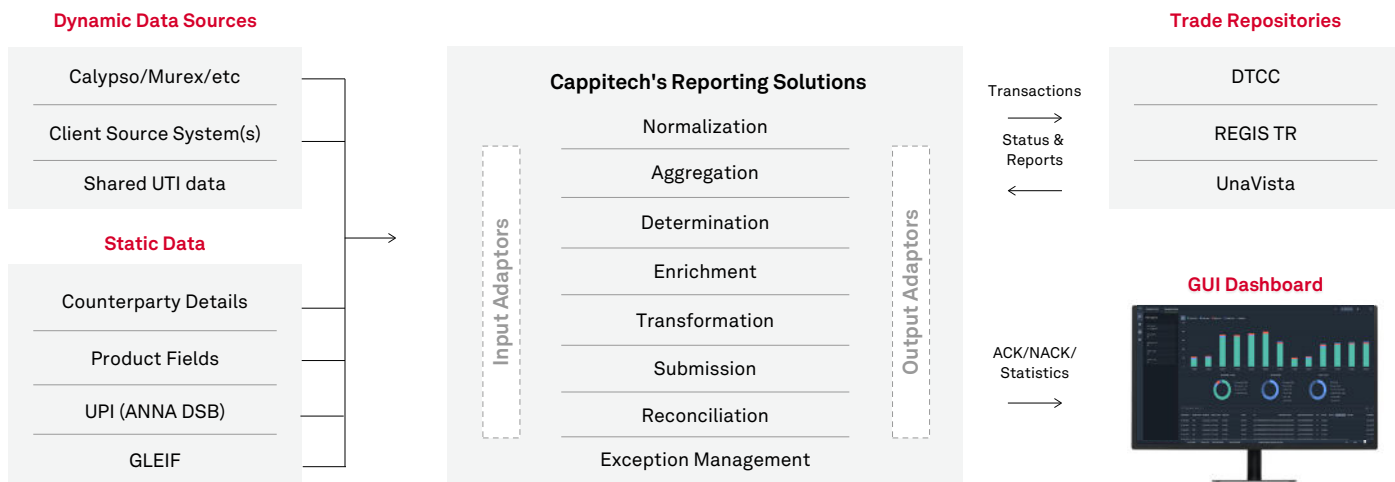 Dynamic Data Sources
Calypso/Murex/etc
Client Source System(s)
Shared UTI data
Static Data
Counterparty Details
Product Fields
UPI (ANNA DSB)
GLEIF
Input Adaptors
Cappitech's Reporting Solutions
Normalization
Aggregation
Determination
Enrichment
Transformation
Submission
Reconciliation
Exception Management
Output Adaptors
Transactions
Status &
Reports
ACK/NACK/
Statistics
Trade Repositories
DTCC
REGIS TR
UnaVista
GUI Dashboard